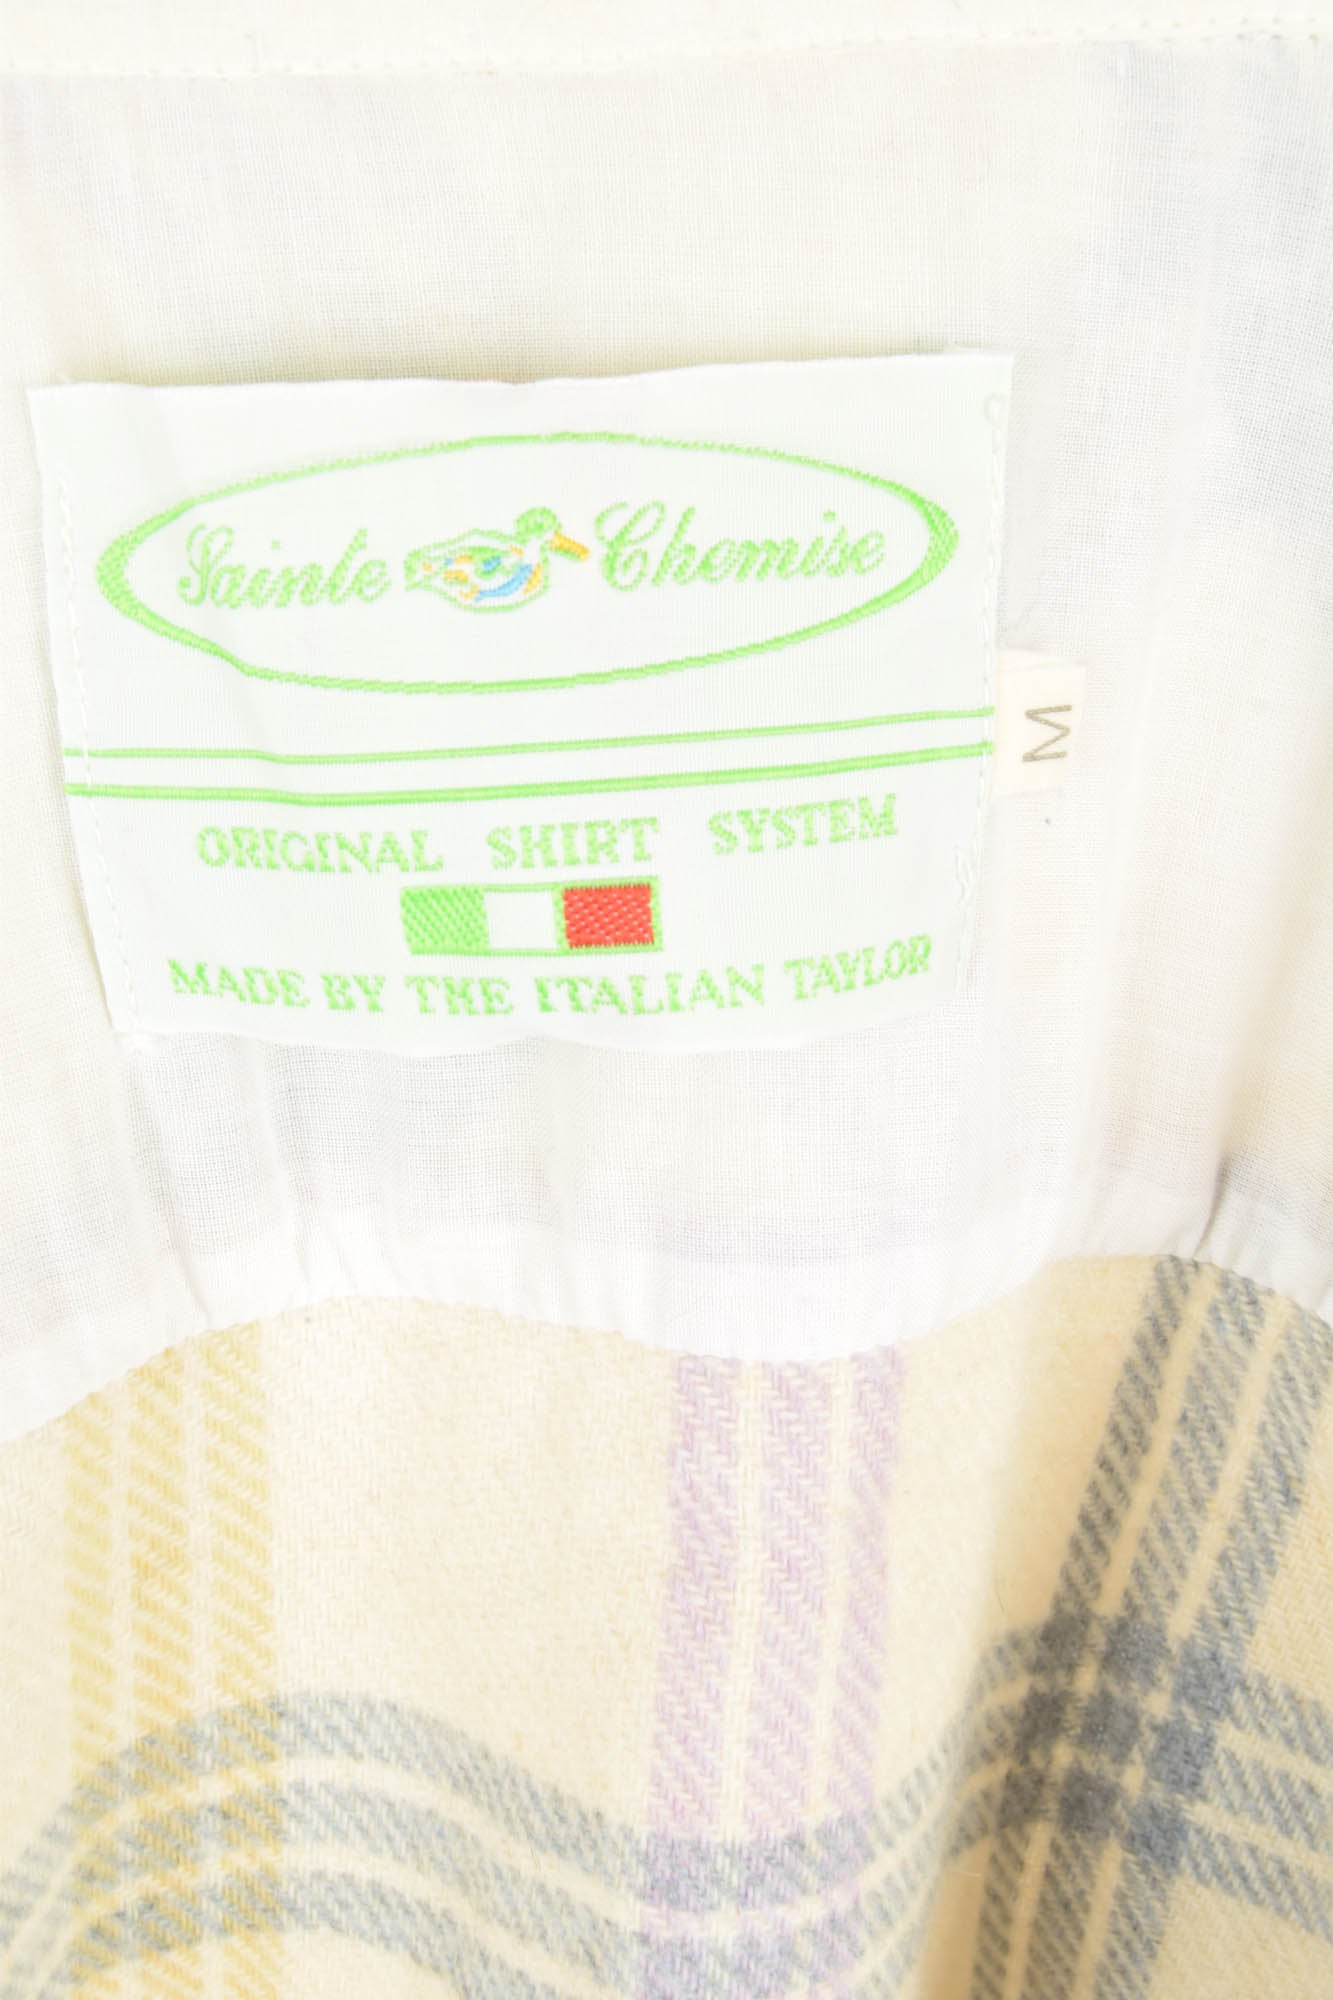 Sainte Chemise
M
ORIGINAL SHIRT SYSTEM
MADE BY THE ITALIAN TAYLOR